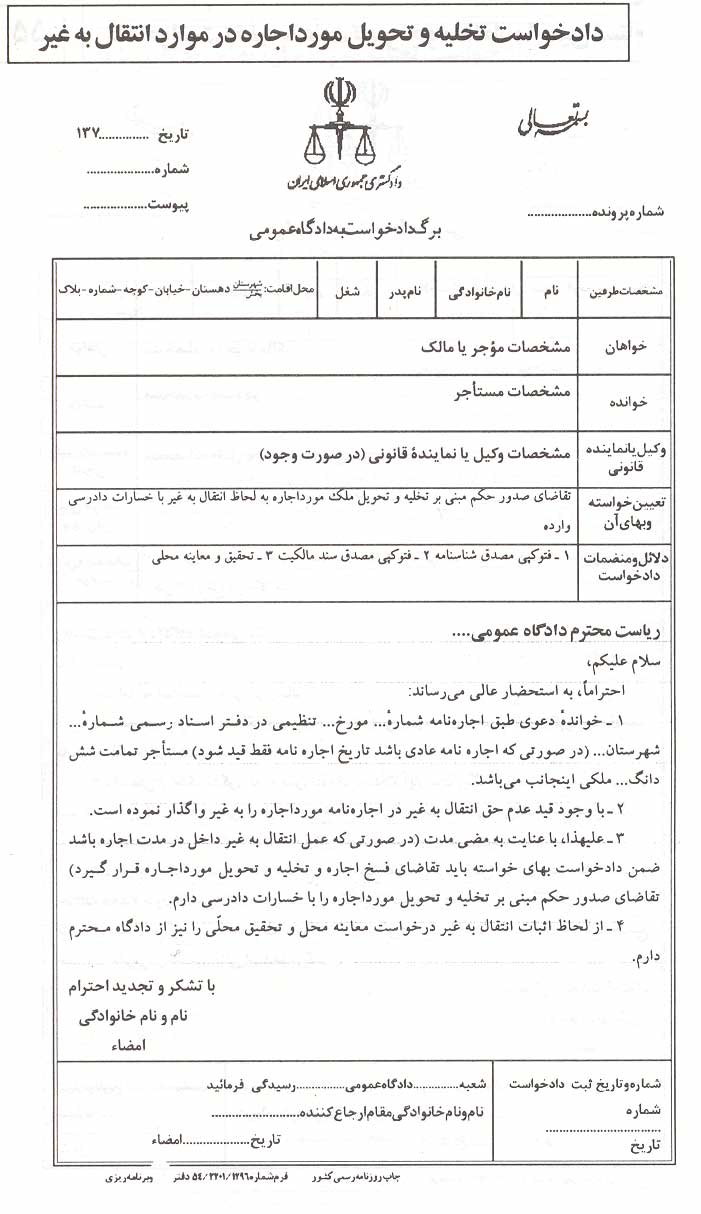 دادخواست تخلیه و تحویل مورد اجاره در موارد انتقال به غیر
بسمه تعالی
تاریخ ..............۱۳۷
شماره....................
پیوست...................
دادگستری جمهوری اسلامی ایران
شماره پرونده...................
برگ دادخواست به دادگاه عمومی
مشخصات طرفین
نام
نام خانوادگی
نام پدر
شغل
محل اقامت: شهرستان بخش دهستان-خیابان-کوچه-شماره-پلاک
خواهان
مشخصات مؤجر یا مالک
خوانده
مشخصات مستأجر
وکیل یا نماینده قانونی
مشخصات وکیل یا نمایندهٔ قانونی (در صورت وجود)
تعیین خواسته وبهای آن
تقاضای صدور حکم مبنی بر تخلیه و تحویل ملک مورداجاره به لحاظ انتقال به غیر با خسارات دادرسی
وارده
دلائل و منضمات دادخواست
۱ ـ فتوکپی مصدق شناسنامه ۲ ـ فتوکپی مصدق سند مالکیت ۳ ـ تحقیق و معاینه محلی
ریاست محترم دادگاه عمومی....
سلام علیکم،
احتراماً، به استحضار عالی می‌رساند:
۱ ـ خواندهٔ دعوی طبق اجاره‌نامه شمارهٔ... مورخ... تنظیمی در دفتر اسناد رسمی شمارهٔ...
شهرستان... (در صورتی که اجاره نامه عادی باشد تاریخ اجاره نامه فقط قید شود) مستأجر تمامت شش
دانگ... ملکی اینجانب می‌باشد.
۲ ـ با وجود قید عدم حق انتقال به غیر در اجاره‌نامه مورداجاره را به غیر واگذار نموده است.
۳ ـ علیهذا، با عنایت به مضی مدت (در صورتی که عمل انتقال به غیر داخل در مدت اجاره باشد
ضمن دادخواست بهای خواسته باید تقاضای فسخ اجاره و تخلیه و تحویل مورداجاره قرار گیرد)
تقاضای صدور حکم مبنی بر تخلیه و تحویل مورداجاره را با خسارات دادرسی دارم.
۴ ـ از لحاظ اثبات انتقال به غیر درخواست معاینه محل و تحقیق محلّی را نیز از دادگاه محترم
دارم.
با تشکر و تجدید احترام
نام و نام خانوادگی
امضاء
شماره و تاریخ ثبت دادخواست
شماره
................................
تاریخ
شعبه...............دادگاه عمومی...............رسیدگی فرمائید
نام و نام خانوادگی مقام ارجاع کننده.........................
تاریخ....................امضاء
چاپ روزنامه رسمی کشور فرم شماره ۵۴/۳۲۰۱/۱۲۹۶ دفتر وبرنامه ریزی